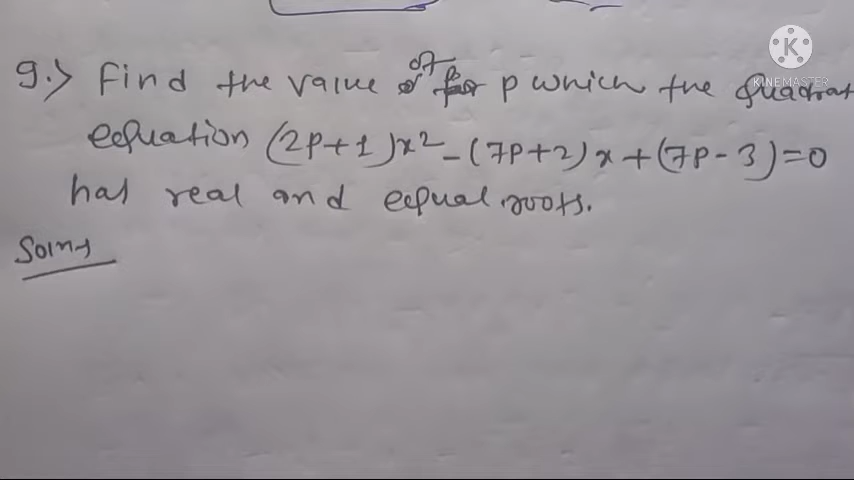 9.> Find the value of p which the quadrat
equation (2p+1)x² - (7p+2)x + (7p-3) = 0
has real and equal roots.
Soln
K
KINEMASTER